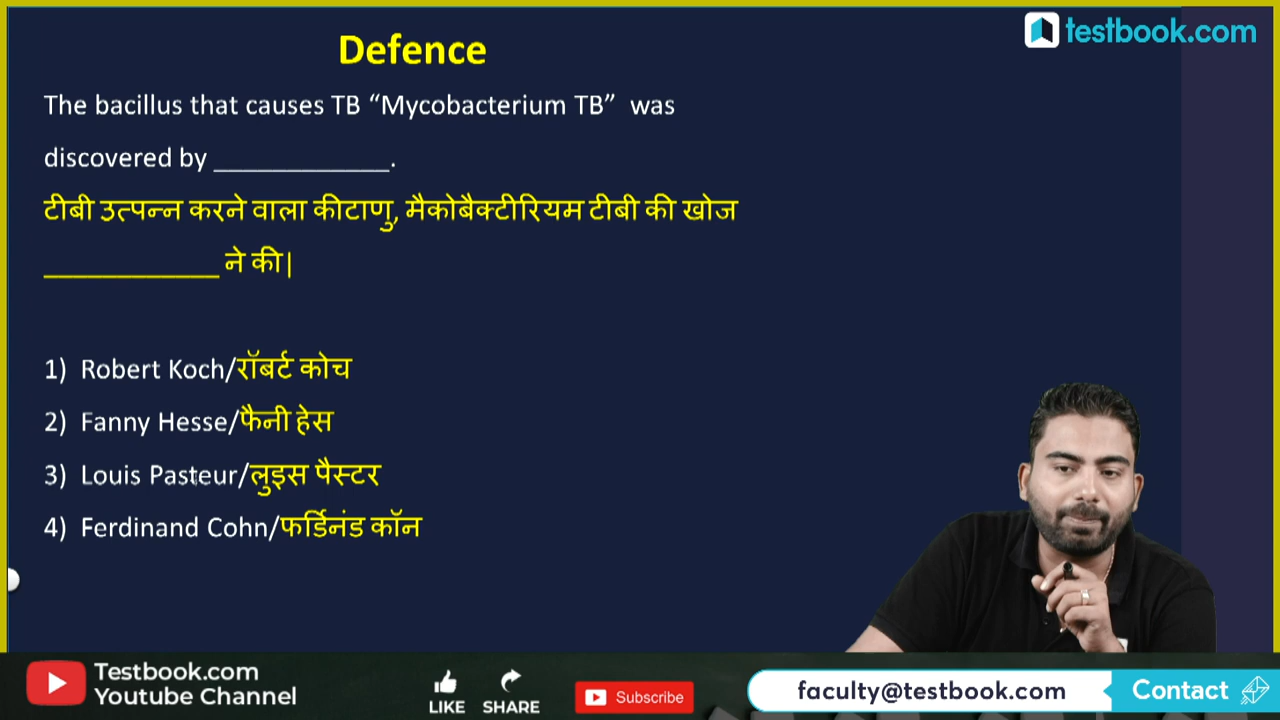 Defence
testbook.com
The bacillus that causes TB “Mycobacterium TB” was
discovered by ____________.
टीबी उत्पन्न करने वाला कीटाणु, मैकोबैक्टीरियम टीबी की खोज
____________ ने की|
1) Robert Koch/रॉबर्ट कोच
2) Fanny Hesse/फैनी हेस
3) Louis Pasteur/लुइस पैस्टर
4) Ferdinand Cohn/फर्डिनंड कॉन
Testbook.com
Youtube Channel
LIKE
SHARE
Subscribe
faculty@testbook.com
Contact